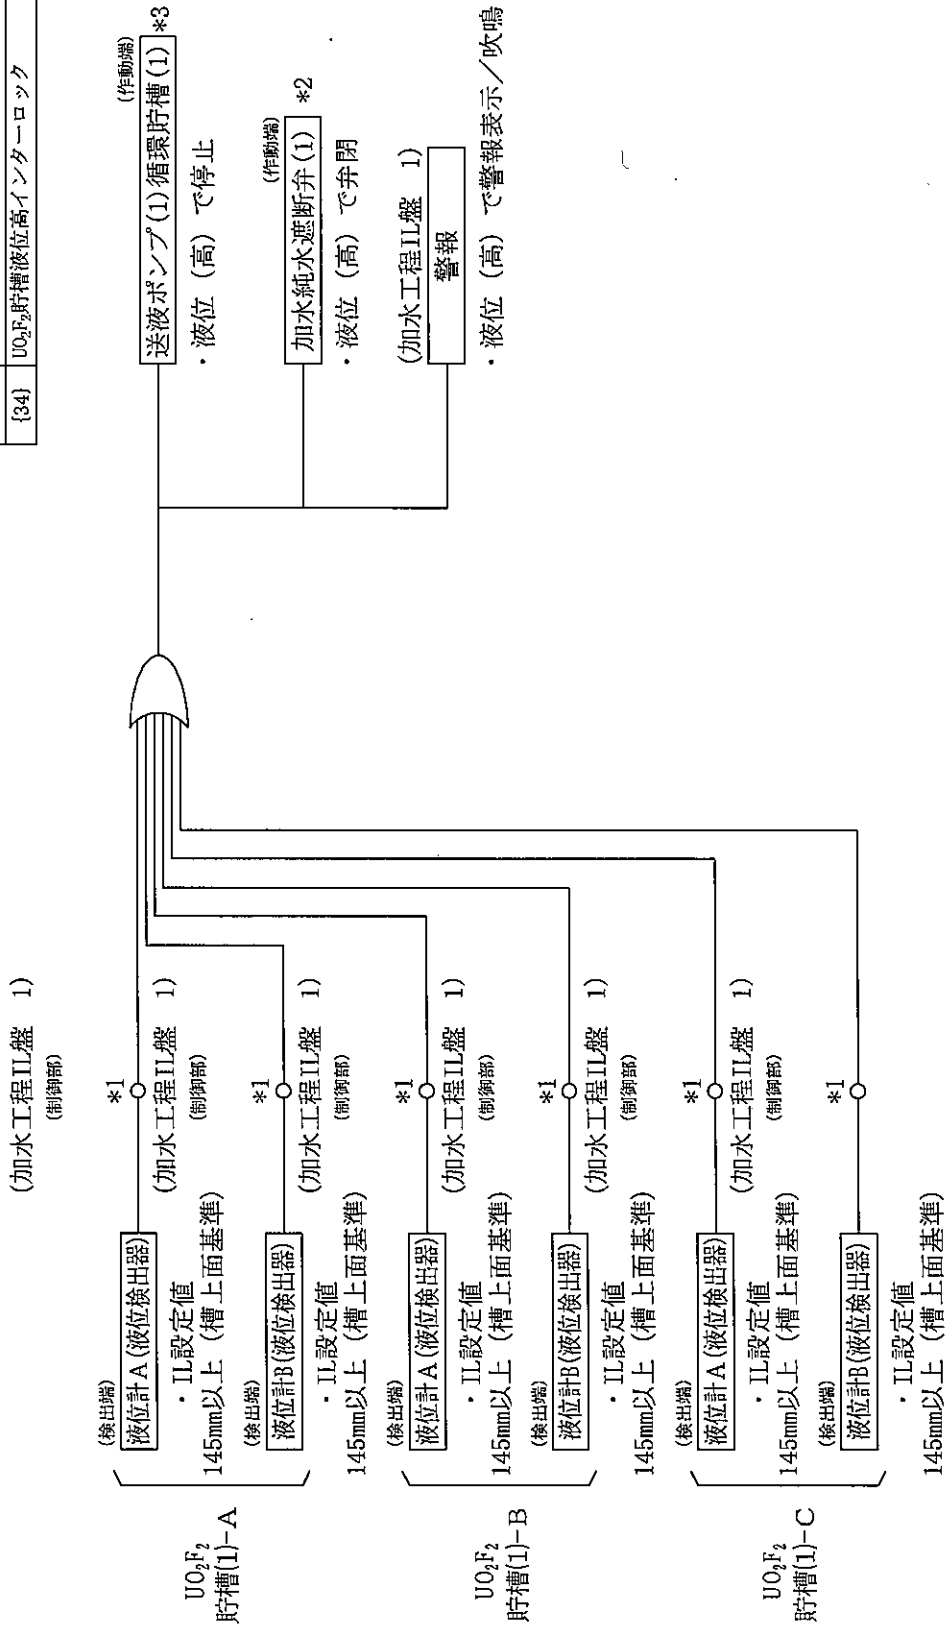 {34} UO₂F₂貯槽液位高インターロック
UO₂F₂
貯槽(1)-A
(検出端)
液位計A(液位検出器)
・IL設定値
145mm以上（槽上面基準）
(加水工程IL盤 1)
(制御部)
*1
(検出端)
液位計B(液位検出器)
・IL設定値
145mm以上（槽上面基準）
(加水工程IL盤 1)
(制御部)
*1
UO₂F₂
貯槽(1)-B
(検出端)
液位計A(液位検出器)
・IL設定値
145mm以上（槽上面基準）
(加水工程IL盤 1)
(制御部)
*1
(検出端)
液位計B(液位検出器)
・IL設定値
145mm以上（槽上面基準）
(加水工程IL盤 1)
(制御部)
*1
UO₂F₂
貯槽(1)-C
(検出端)
液位計A(液位検出器)
・IL設定値
145mm以上（槽上面基準）
(加水工程IL盤 1)
(制御部)
*1
(検出端)
液位計B(液位検出器)
・IL設定値
145mm以上（槽上面基準）
(加水工程IL盤 1)
(制御部)
*1
(作動端)
送液ポンプ(1)循環貯槽(1) *3
・液位（高）で停止
(作動端)
加水純水遮断弁(1) *2
・液位（高）で弁閉
(加水工程IL盤 1)
警報
・液位（高）で警報表示／吹鳴